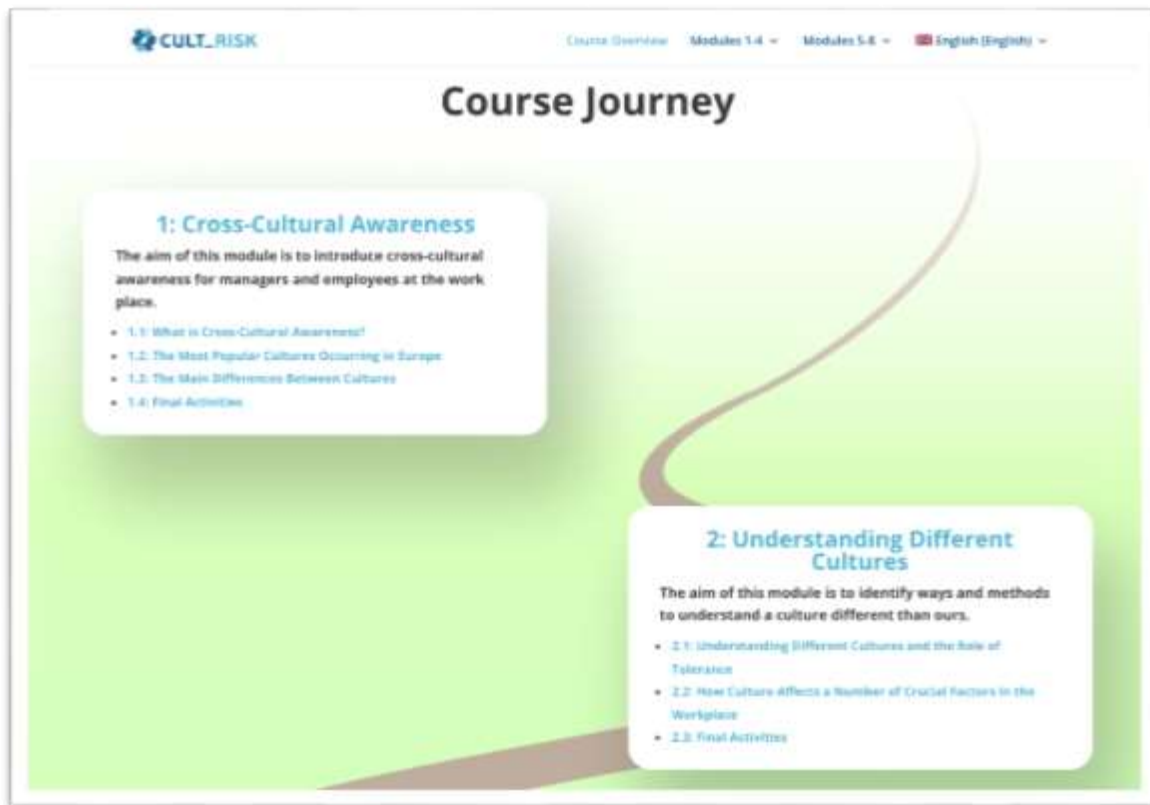 CULT_RISK
Course Overview Modules 1-4 Modules 5-8 English (English)
Course Journey
1: Cross-Cultural Awareness
The aim of this module is to introduce cross-cultural
awareness for managers and employees at the work
place.
1.1: What is Cross-Cultural Awareness?
1.2: The Most Popular Cultures Occurring in Europe
1.3: The Main Differences Between Cultures
1.4: Final Activities
2: Understanding Different
Cultures
The aim of this module is to identify ways and methods
to understand a culture different than ours.
2.1: Understanding Different Cultures and the Role of
Tolerance
2.2: How Culture Affects a Number of Crucial Factors in the
Workplace
2.3: Final Activities